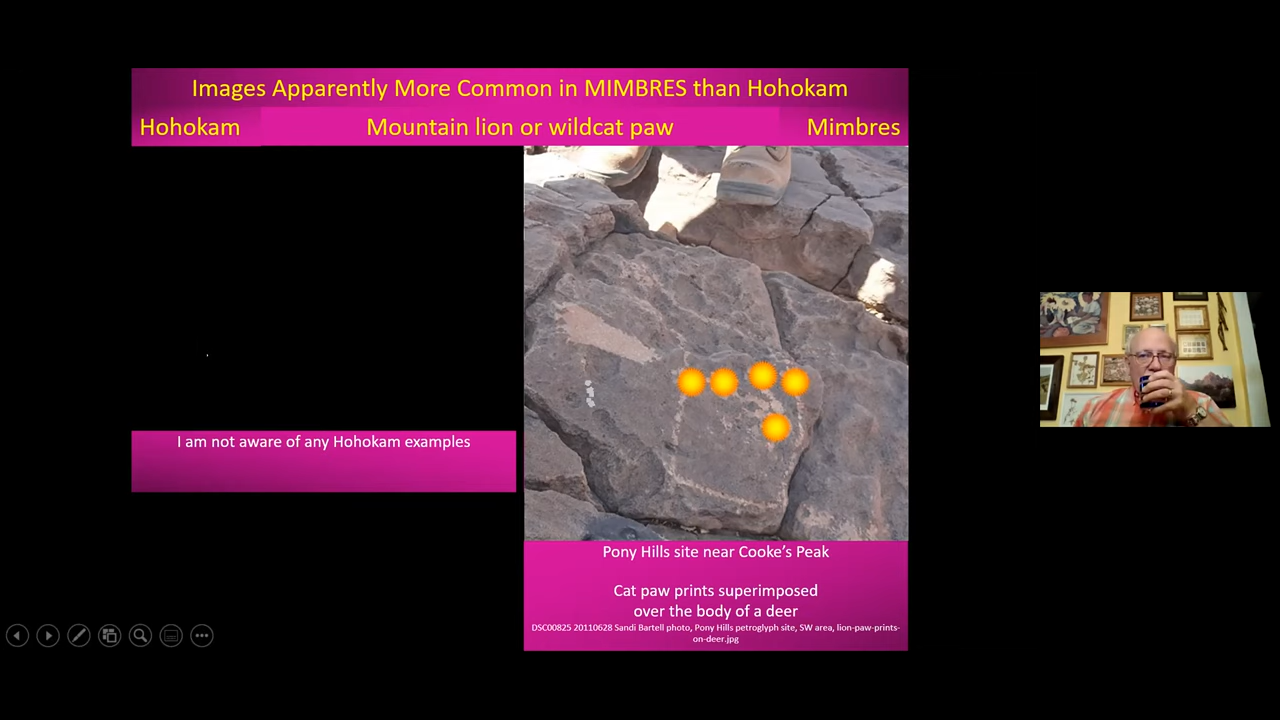 Images Apparently More Common in MIMBRES than Hohokam
Hohokam
Mountain lion or wildcat paw
Mimbres
I am not aware of any Hohokam examples
Pony Hills site near Cooke’s Peak
Cat paw prints superimposed
over the body of a deer
DSC00825 20110628 Sandi Bartell photo, Pony Hills petroglyph site, SW area, lion-paw-prints-
on-deer.jpg